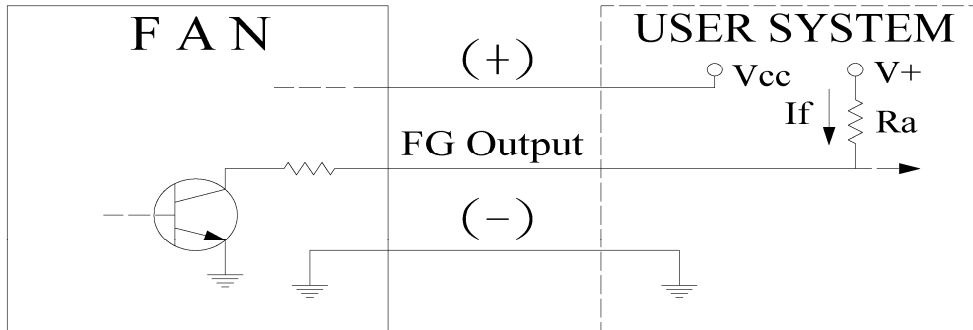 F A N
USER SYSTEM
(+)
Vcc
V+
If
Ra
FG Output
(−)